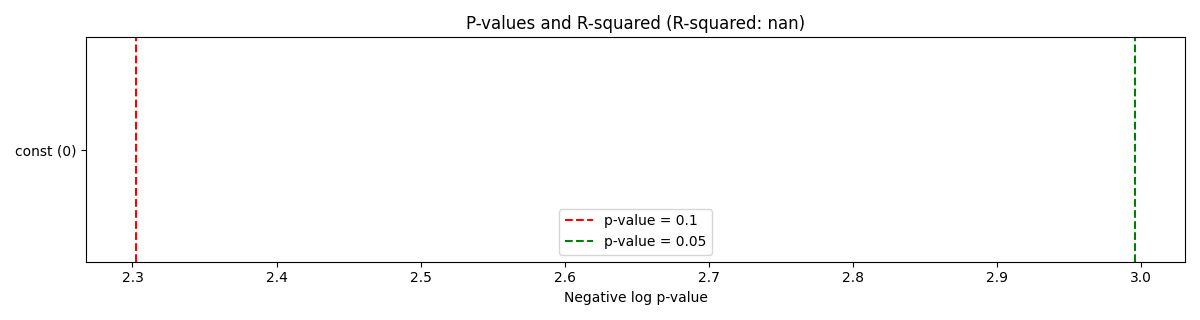 P-values and R-squared (R-squared: nan)
const (0)
p-value = 0.1
p-value = 0.05
2.3 2.4 2.5 2.6 2.7 2.8 2.9 3.0
Negative log p-value